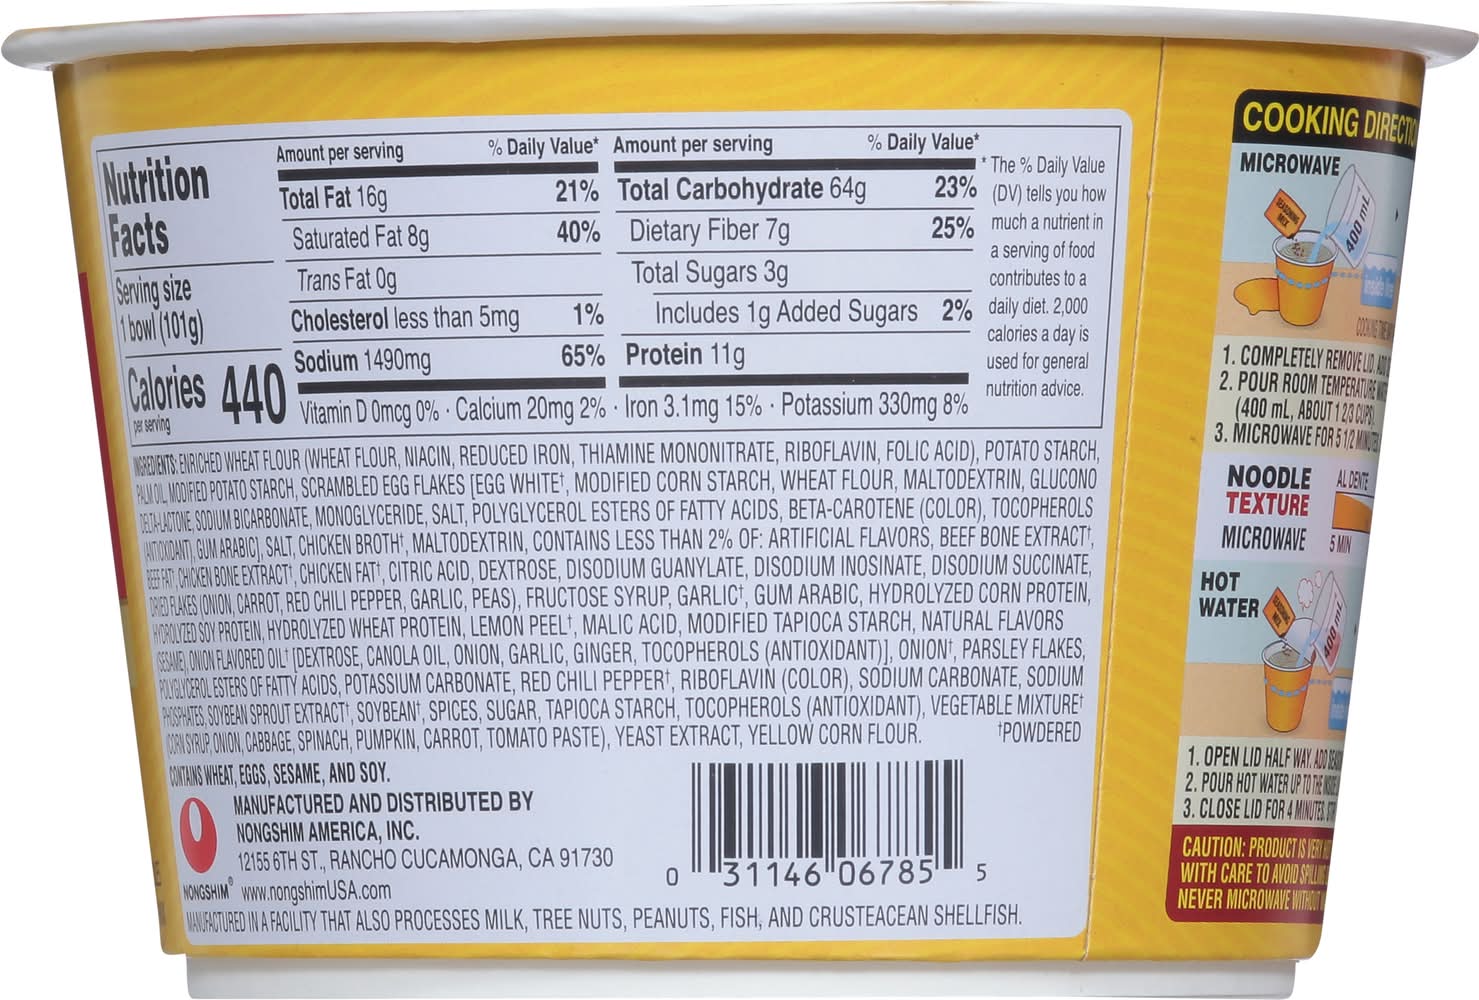 Nutrition
Facts
Serving size
1 bowl (101g)
Calories 440
per serving
Amount per serving % Daily Value*
Total Fat 16g 21%
Saturated Fat 8g 40%
Trans Fat 0g
Cholesterol less than 5mg 1%
Sodium 1490mg 65%
Amount per serving % Daily Value*
Total Carbohydrate 64g 23%
Dietary Fiber 7g 25%
Total Sugars 3g
Includes 1g Added Sugars 2%
Protein 11g
Vitamin D 0mcg 0% · Calcium 20mg 2% · Iron 3.1mg 15% · Potassium 330mg 8%
* The % Daily Value
(DV) tells you how
much a nutrient in
a serving of food
contributes to a
daily diet. 2,000
calories a day is
used for general
nutrition advice.
INGREDIENTS: ENRICHED WHEAT FLOUR (WHEAT FLOUR, NIACIN, REDUCED IRON, THIAMINE MONONITRATE, RIBOFLAVIN, FOLIC ACID), POTATO STARCH,
PALM OIL, MODIFIED POTATO STARCH, SCRAMBLED EGG FLAKES [EGG WHITE†, MODIFIED CORN STARCH, WHEAT FLOUR, MALTODEXTRIN, GLUCONO
DELTA-LACTONE, SODIUM BICARBONATE, MONOGLYCERIDE, SALT, POLYGLYCEROL ESTERS OF FATTY ACIDS, BETA-CAROTENE (COLOR), TOCOPHEROLS
(ANTIOXIDANT), GUM ARABIC], SALT, CHICKEN BROTH†, MALTODEXTRIN, CONTAINS LESS THAN 2% OF: ARTIFICIAL FLAVORS, BEEF BONE EXTRACT†,
BEEF FAT†, CHICKEN BONE EXTRACT†, CHICKEN FAT†, CITRIC ACID, DEXTROSE, DISODIUM GUANYLATE, DISODIUM INOSINATE, DISODIUM SUCCINATE,
DRIED FLAKES (ONION, CARROT, RED CHILI PEPPER, GARLIC, PEAS), FRUCTOSE SYRUP, GARLIC†, GUM ARABIC, HYDROLYZED CORN PROTEIN,
HYDROLYZED SOY PROTEIN, HYDROLYZED WHEAT PROTEIN, LEMON PEEL†, MALIC ACID, MODIFIED TAPIOCA STARCH, NATURAL FLAVORS
(SESAME), ONION FLAVORED OIL† [DEXTROSE, CANOLA OIL, ONION, GARLIC, GINGER, TOCOPHEROLS (ANTIOXIDANT)], ONION†, PARSLEY FLAKES,
POLYGLYCEROL ESTERS OF FATTY ACIDS, POTASSIUM CARBONATE, RED CHILI PEPPER†, RIBOFLAVIN (COLOR), SODIUM CARBONATE, SODIUM
PHOSPHATES, SOYBEAN SPROUT EXTRACT†, SOYBEAN†, SPICES, SUGAR, TAPIOCA STARCH, TOCOPHEROLS (ANTIOXIDANT), VEGETABLE MIXTURE†
(CORN SYRUP, ONION, CABBAGE, SPINACH, PUMPKIN, CARROT, TOMATO PASTE), YEAST EXTRACT, YELLOW CORN FLOUR. †POWDERED
CONTAINS WHEAT, EGGS, SESAME, AND SOY.
MANUFACTURED AND DISTRIBUTED BY
NONGSHIM AMERICA, INC.
12155 6TH ST., RANCHO CUCAMONGA, CA 91730
NONGSHIM® www.nongshimUSA.com
0 31146 06785 5
MANUFACTURED IN A FACILITY THAT ALSO PROCESSES MILK, TREE NUTS, PEANUTS, FISH, AND CRUSTEACEAN SHELLFISH.
COOKING DIRECTIO
MICROWAVE
SEASONING
MIX
400 mL
1. COMPLETELY REMOVE LID, ADD
2. POUR ROOM TEMPERATURE
(400 mL, ABOUT 1 2/3 CUPS)
3. MICROWAVE FOR 5 1/2
NOODLE
TEXTURE
AL DENTE
MICROWAVE
5 MIN
HOT
WATER
400 mL
1. OPEN LID HALF WAY. ADD
2. POUR HOT WATER UP TO THE
3. CLOSE LID FOR 4 MINUTES.
CAUTION: PRODUCT IS VERY
WITH CARE TO AVOID
NEVER MICROWAVE WITHOUT